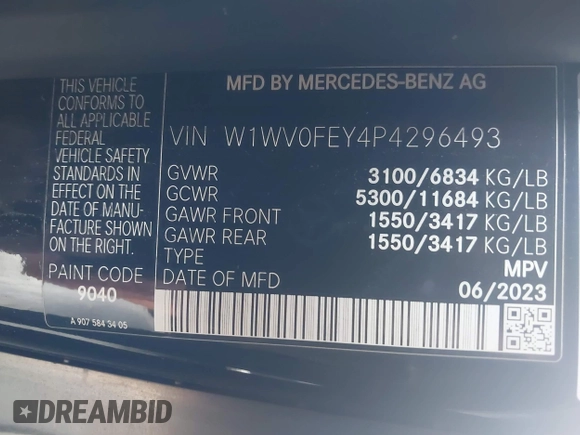 THIS VEHICLE
CONFORMS TO
ALL APPLICABLE
FEDERAL
VEHICLE SAFETY
STANDARDS IN
EFFECT ON THE
DATE OF MANU-
FACTURE SHOWN
ON THE RIGHT.
PAINT CODE
9040
A 907 584 34 05
MFD BY MERCEDES-BENZ AG
VIN W1WV0FEY4P4296493
GVWR 3100/6834 KG/LB
GCWR 5300/11684 KG/LB
GAWR FRONT 1550/3417 KG/LB
GAWR REAR 1550/3417 KG/LB
TYPE MPV
DATE OF MFD 06/2023
DREAMBID